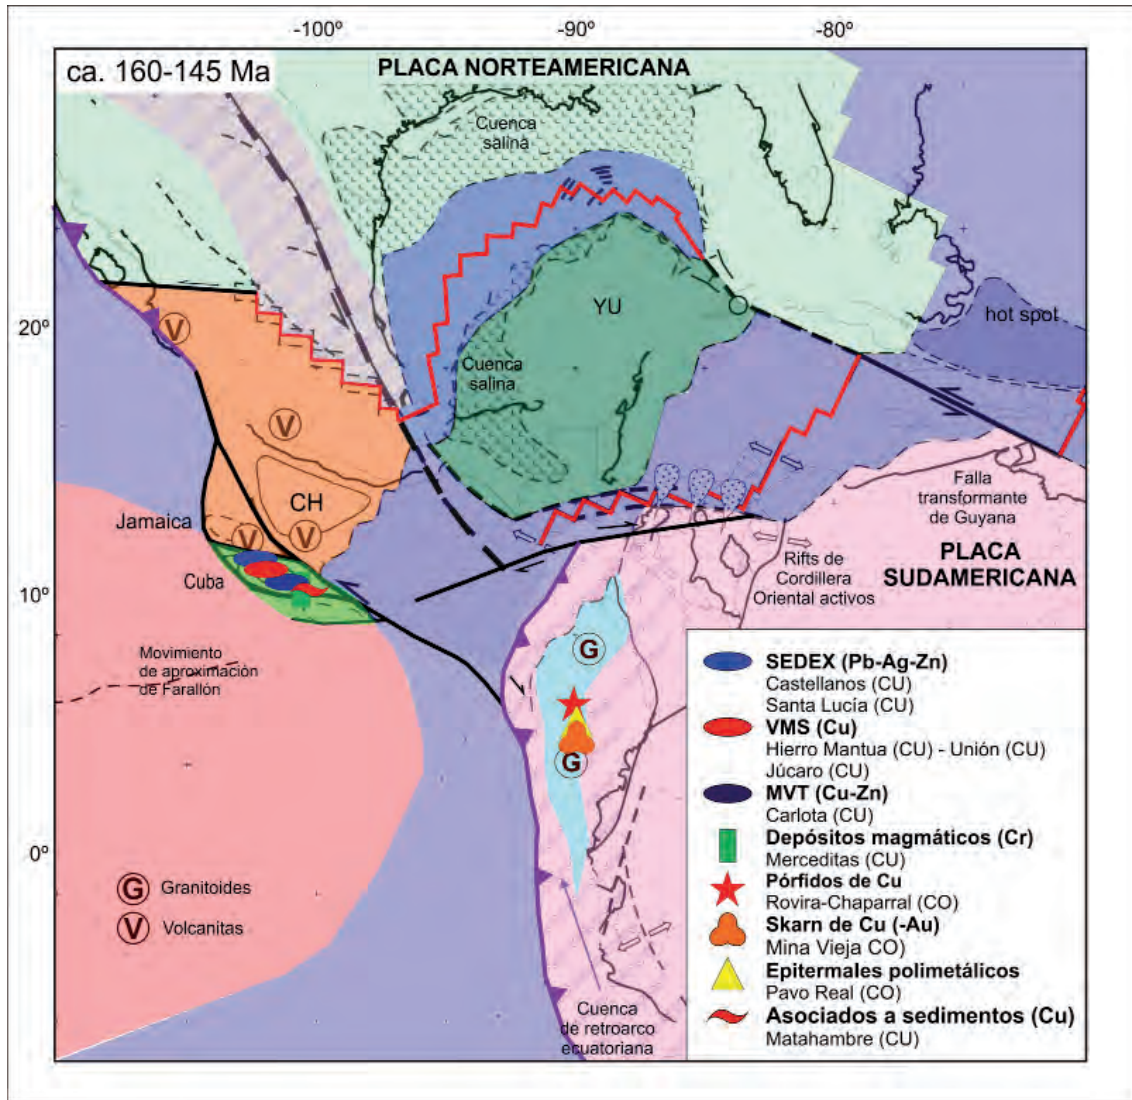 -100º
-90º
-80º
ca. 160-145 Ma
PLACA NORTEAMERICANA
Cuenca
salina
YU
hot spot
20º
V
Cuenca
salina
V
CH
Jamaica
V
V
Falla
transformante
de Guyana
PLACA
SUDAMERICANA
Rifts de
Cordillera
Oriental activos
Cuba
10º
Movimiento
de aproximación
de Farallón
G
G
0º
G Granitoides
V Volcanitas
Cuenca
de retroarco
ecuatoriana
SEDEX (Pb-Ag-Zn)
Castellanos (CU)
Santa Lucía (CU)
VMS (Cu)
Hierro Mantua (CU) - Unión (CU)
Júcaro (CU)
MVT (Cu-Zn)
Carlota (CU)
Depósitos magmáticos (Cr)
Merceditas (CU)
Pórfidos de Cu
Rovira-Chaparral (CO)
Skarn de Cu (-Au)
Mina Vieja CO)
Epitermales polimetálicos
Pavo Real (CO)
Asociados a sedimentos (Cu)
Matahambre (CU)